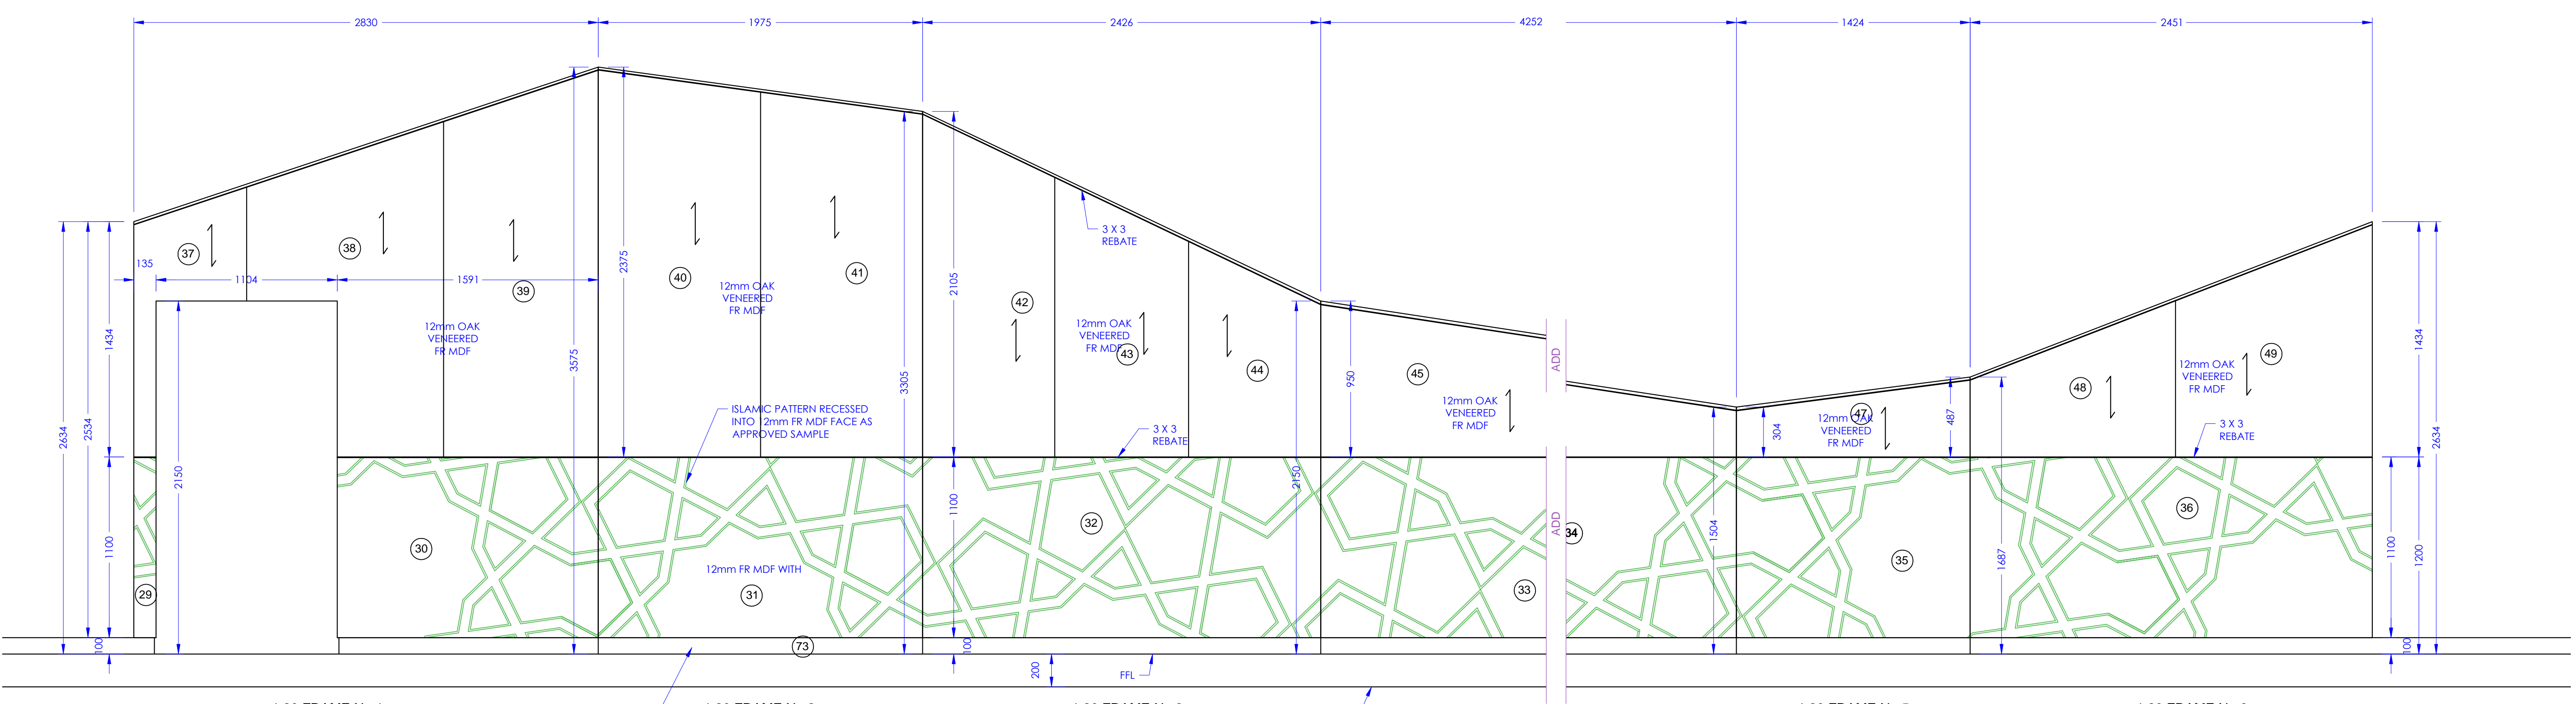 2830
1975
2426
4252
1424
2451
37
38
39
40
41
42
43
44
45
47
48
49
135
1104
1591
2634
2534
1434
1100
100
2150
3575
2375
3305
2105
1100
100
200
2150
950
1504
304
487
1687
1434
1100
100
1200
2634
12mm OAK
VENEERED
FR MDF
12mm OAK
VENEERED
FR MDF
12mm OAK
VENEERED
FR MDF
12mm OAK
VENEERED
FR MDF
12mm OAK
VENEERED
FR MDF
12mm OAK
VENEERED
FR MDF
3 X 3
REBATE
3 X 3
REBATE
3 X 3
REBATE
ISLAMIC PATTERN RECESSED
INTO 12mm FR MDF FACE AS
APPROVED SAMPLE
ADD
ADD
29
30
31
32
33
34
35
36
12mm FR MDF WITH
73
FFL